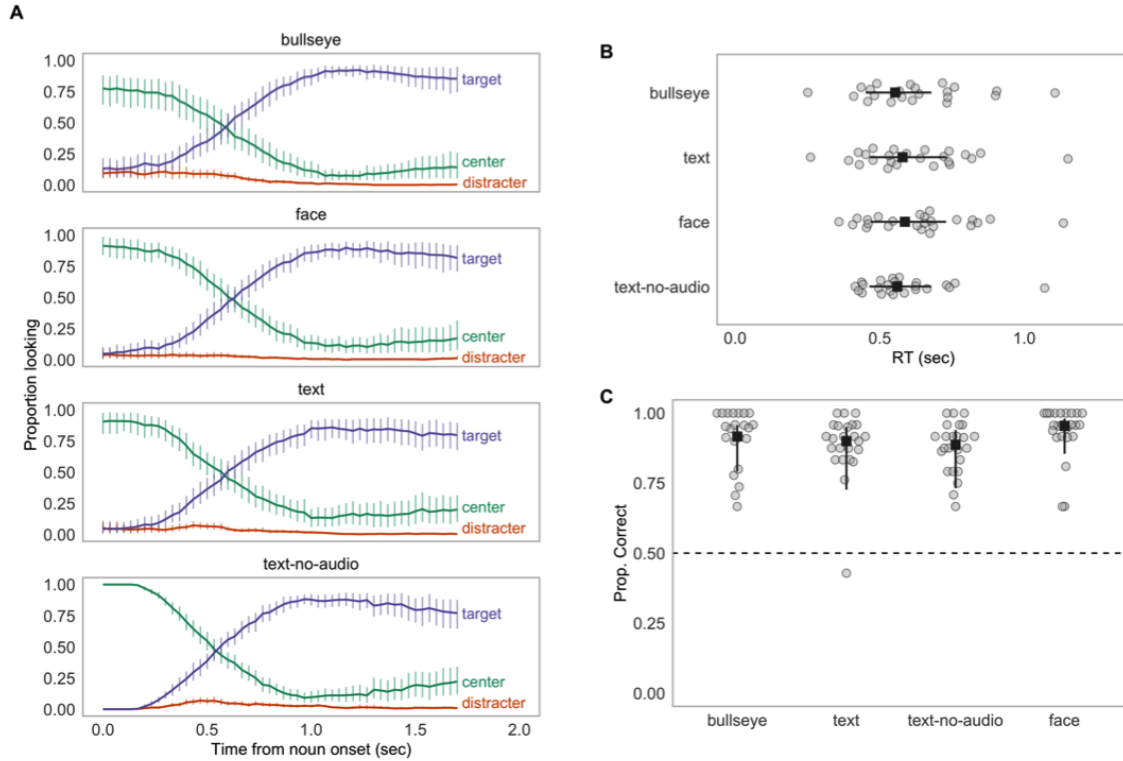 A
bullseye
1.00
0.75
0.50
0.25
0.00
target
center
distracter
face
1.00
0.75
0.50
0.25
0.00
target
center
distracter
text
1.00
0.75
0.50
0.25
0.00
target
center
distracter
text-no-audio
1.00
0.75
0.50
0.25
0.00
target
center
distracter
0.0 0.5 1.0 1.5 2.0
Time from noun onset (sec)
Proportion looking
B
bullseye
text
face
text-no-audio
0.0 0.5 1.0
RT (sec)
C
1.00
0.75
0.50
0.25
0.00
Prop. Correct
bullseye text text-no-audio face